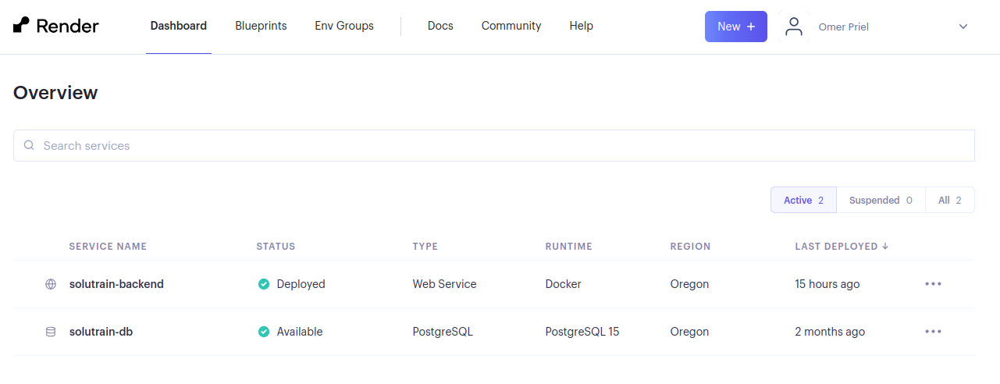 Render Dashboard Blueprints Env Groups Docs Community Help New + Omer Priel
Overview
Search services
Active 2 Suspended 0 All 2
SERVICE NAME STATUS TYPE RUNTIME REGION LAST DEPLOYED ↓
solutrain-backend Deployed Web Service Docker Oregon 15 hours ago
solutrain-db Available PostgreSQL PostgreSQL 15 Oregon 2 months ago